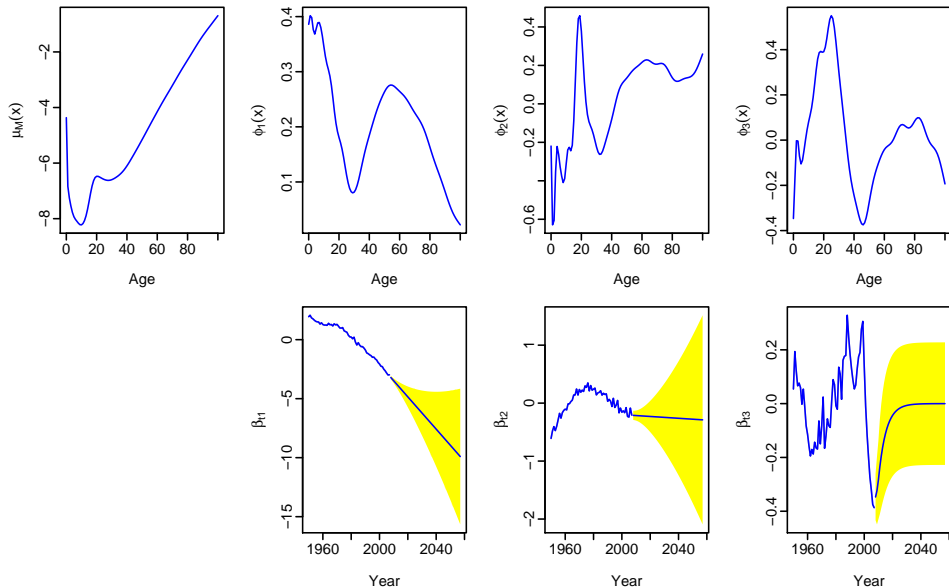 μM(x)
-8 -6 -4 -2
0 20 40 60 80
Age
ϕ1(x)
0.1 0.2 0.3 0.4
0 20 40 60 80
Age
ϕ2(x)
-0.6 -0.2 0.0 0.2 0.4
0 20 40 60 80
Age
ϕ3(x)
-0.4 -0.2 0.0 0.2 0.4
0 20 40 60 80
Age
βt1
-15 -10 -5 0
1960 2000 2040
Year
βt2
-2 -1 0 1
1960 2000 2040
Year
βt3
-0.4 -0.2 0.0 0.2
1960 2000 2040
Year